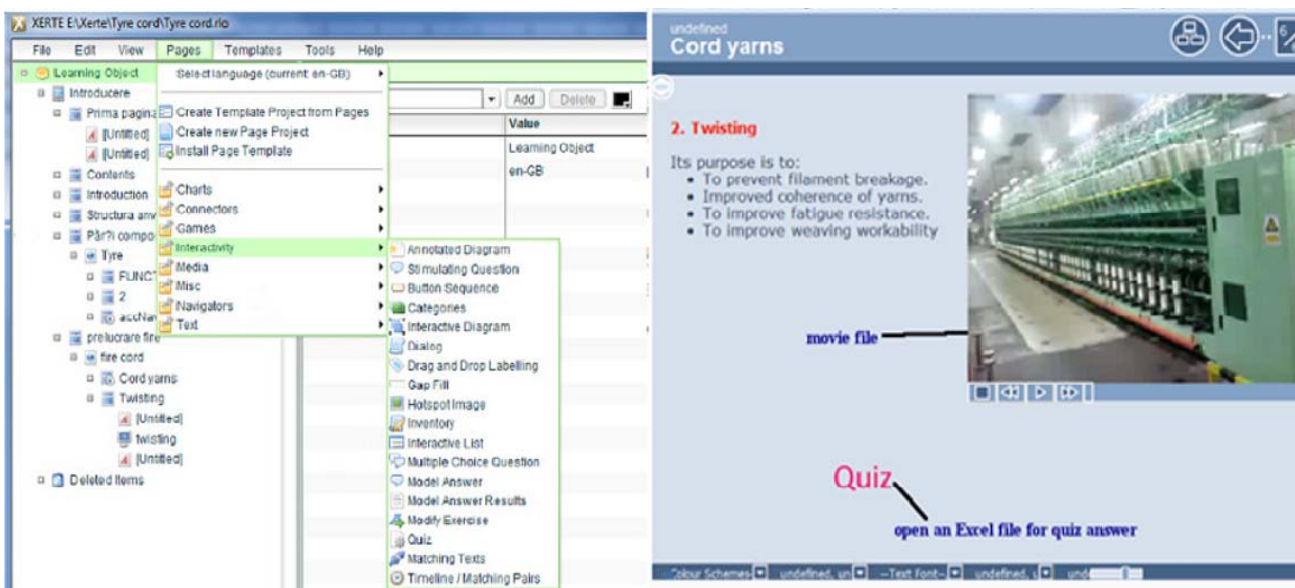 XERTE E:\Xerte\Tyre cord\Tyre cord.rlo
File Edit View Pages Templates Tools Help
Learning Object
Introducere
Prima pagina
[Untitled]
[Untitled]
Contents
Introduction
Structura anv
Păr?i compo
Tyre
FUNC
2
accNa
prelucrare fire
fire cord
Cord yarns
Twisting
[Untitled]
twisting
[Untitled]
Deleted Items
Select language (current: en-GB)
Create Template Project from Pages
Create new Page Project
Install Page Template
Charts
Connectors
Games
Interactivity
Media
Misc
Navigators
Text
Annotated Diagram
Stimulating Question
Button Sequence
Categories
Interactive Diagram
Dialog
Drag and Drop Labelling
Gap Fill
Hotspot Image
Inventory
Interactive List
Multiple Choice Question
Model Answer
Model Answer Results
Modify Exercise
Quiz
Matching Texts
Timeline / Matching Pairs
Add Delete
Value
Learning Object
en-GB
undefined
Cord yarns
6/
2. Twisting
Its purpose is to:
• To prevent filament breakage.
• Improved coherence of yarns.
• To improve fatigue resistance.
• To improve weaving workability
movie file
Quiz
open an Excel file for quiz answer
Colour Schemes- undefined, un --Text Font-- undefined, u unde